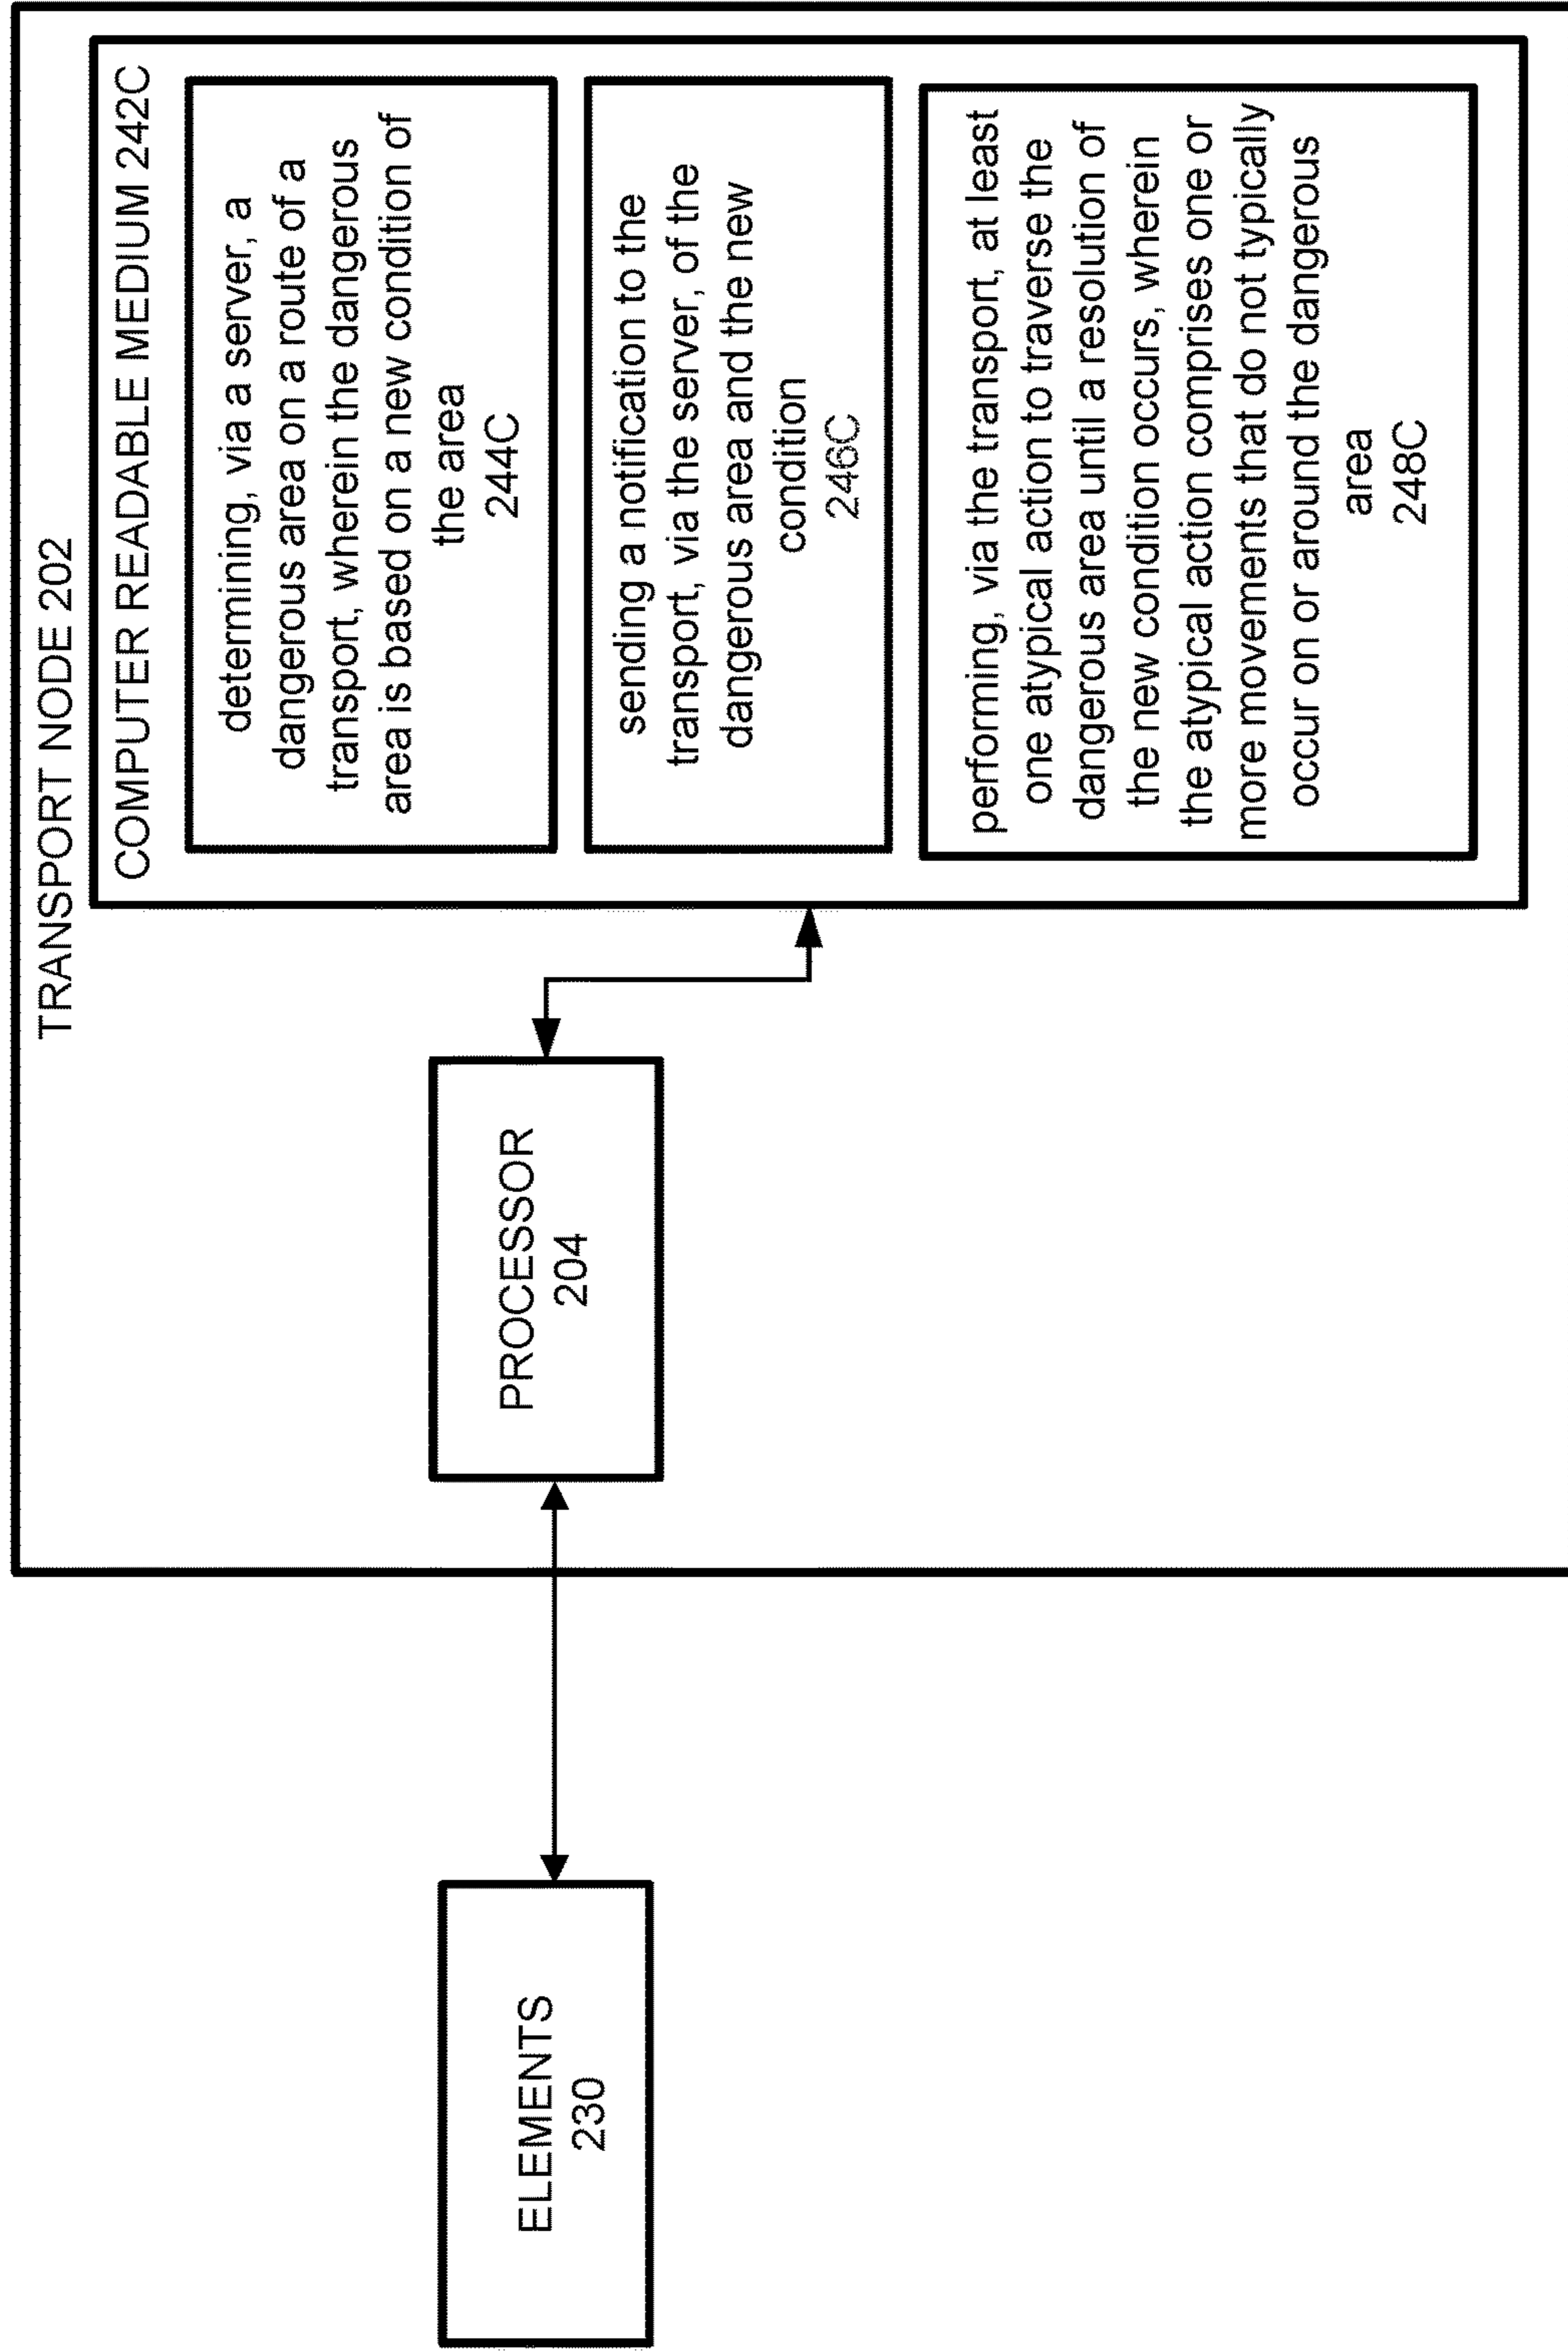 TRANSPORT NODE 202
COMPUTER READABLE MEDIUM 242C
determining, via a server, a
dangerous area on a route of a
transport, wherein the dangerous
area is based on a new condition of
the area
244C
sending a notification to the
transport, via the server, of the
dangerous area and the new
condition
246C
performing, via the transport, at least
one atypical action to traverse the
dangerous area until a resolution of
the new condition occurs, wherein
the atypical action comprises one or
more movements that do not typically
occur on or around the dangerous
area
248C
PROCESSOR
204
ELEMENTS
230